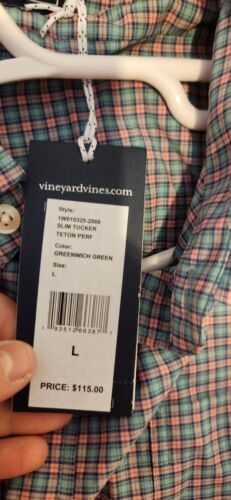 vineyardvines.com
Style:
1W010325-2866
SLIM TUCKER
TETON PERF
Color:
GREENWICH GREEN
Size:
L
L
PRICE: $115.00